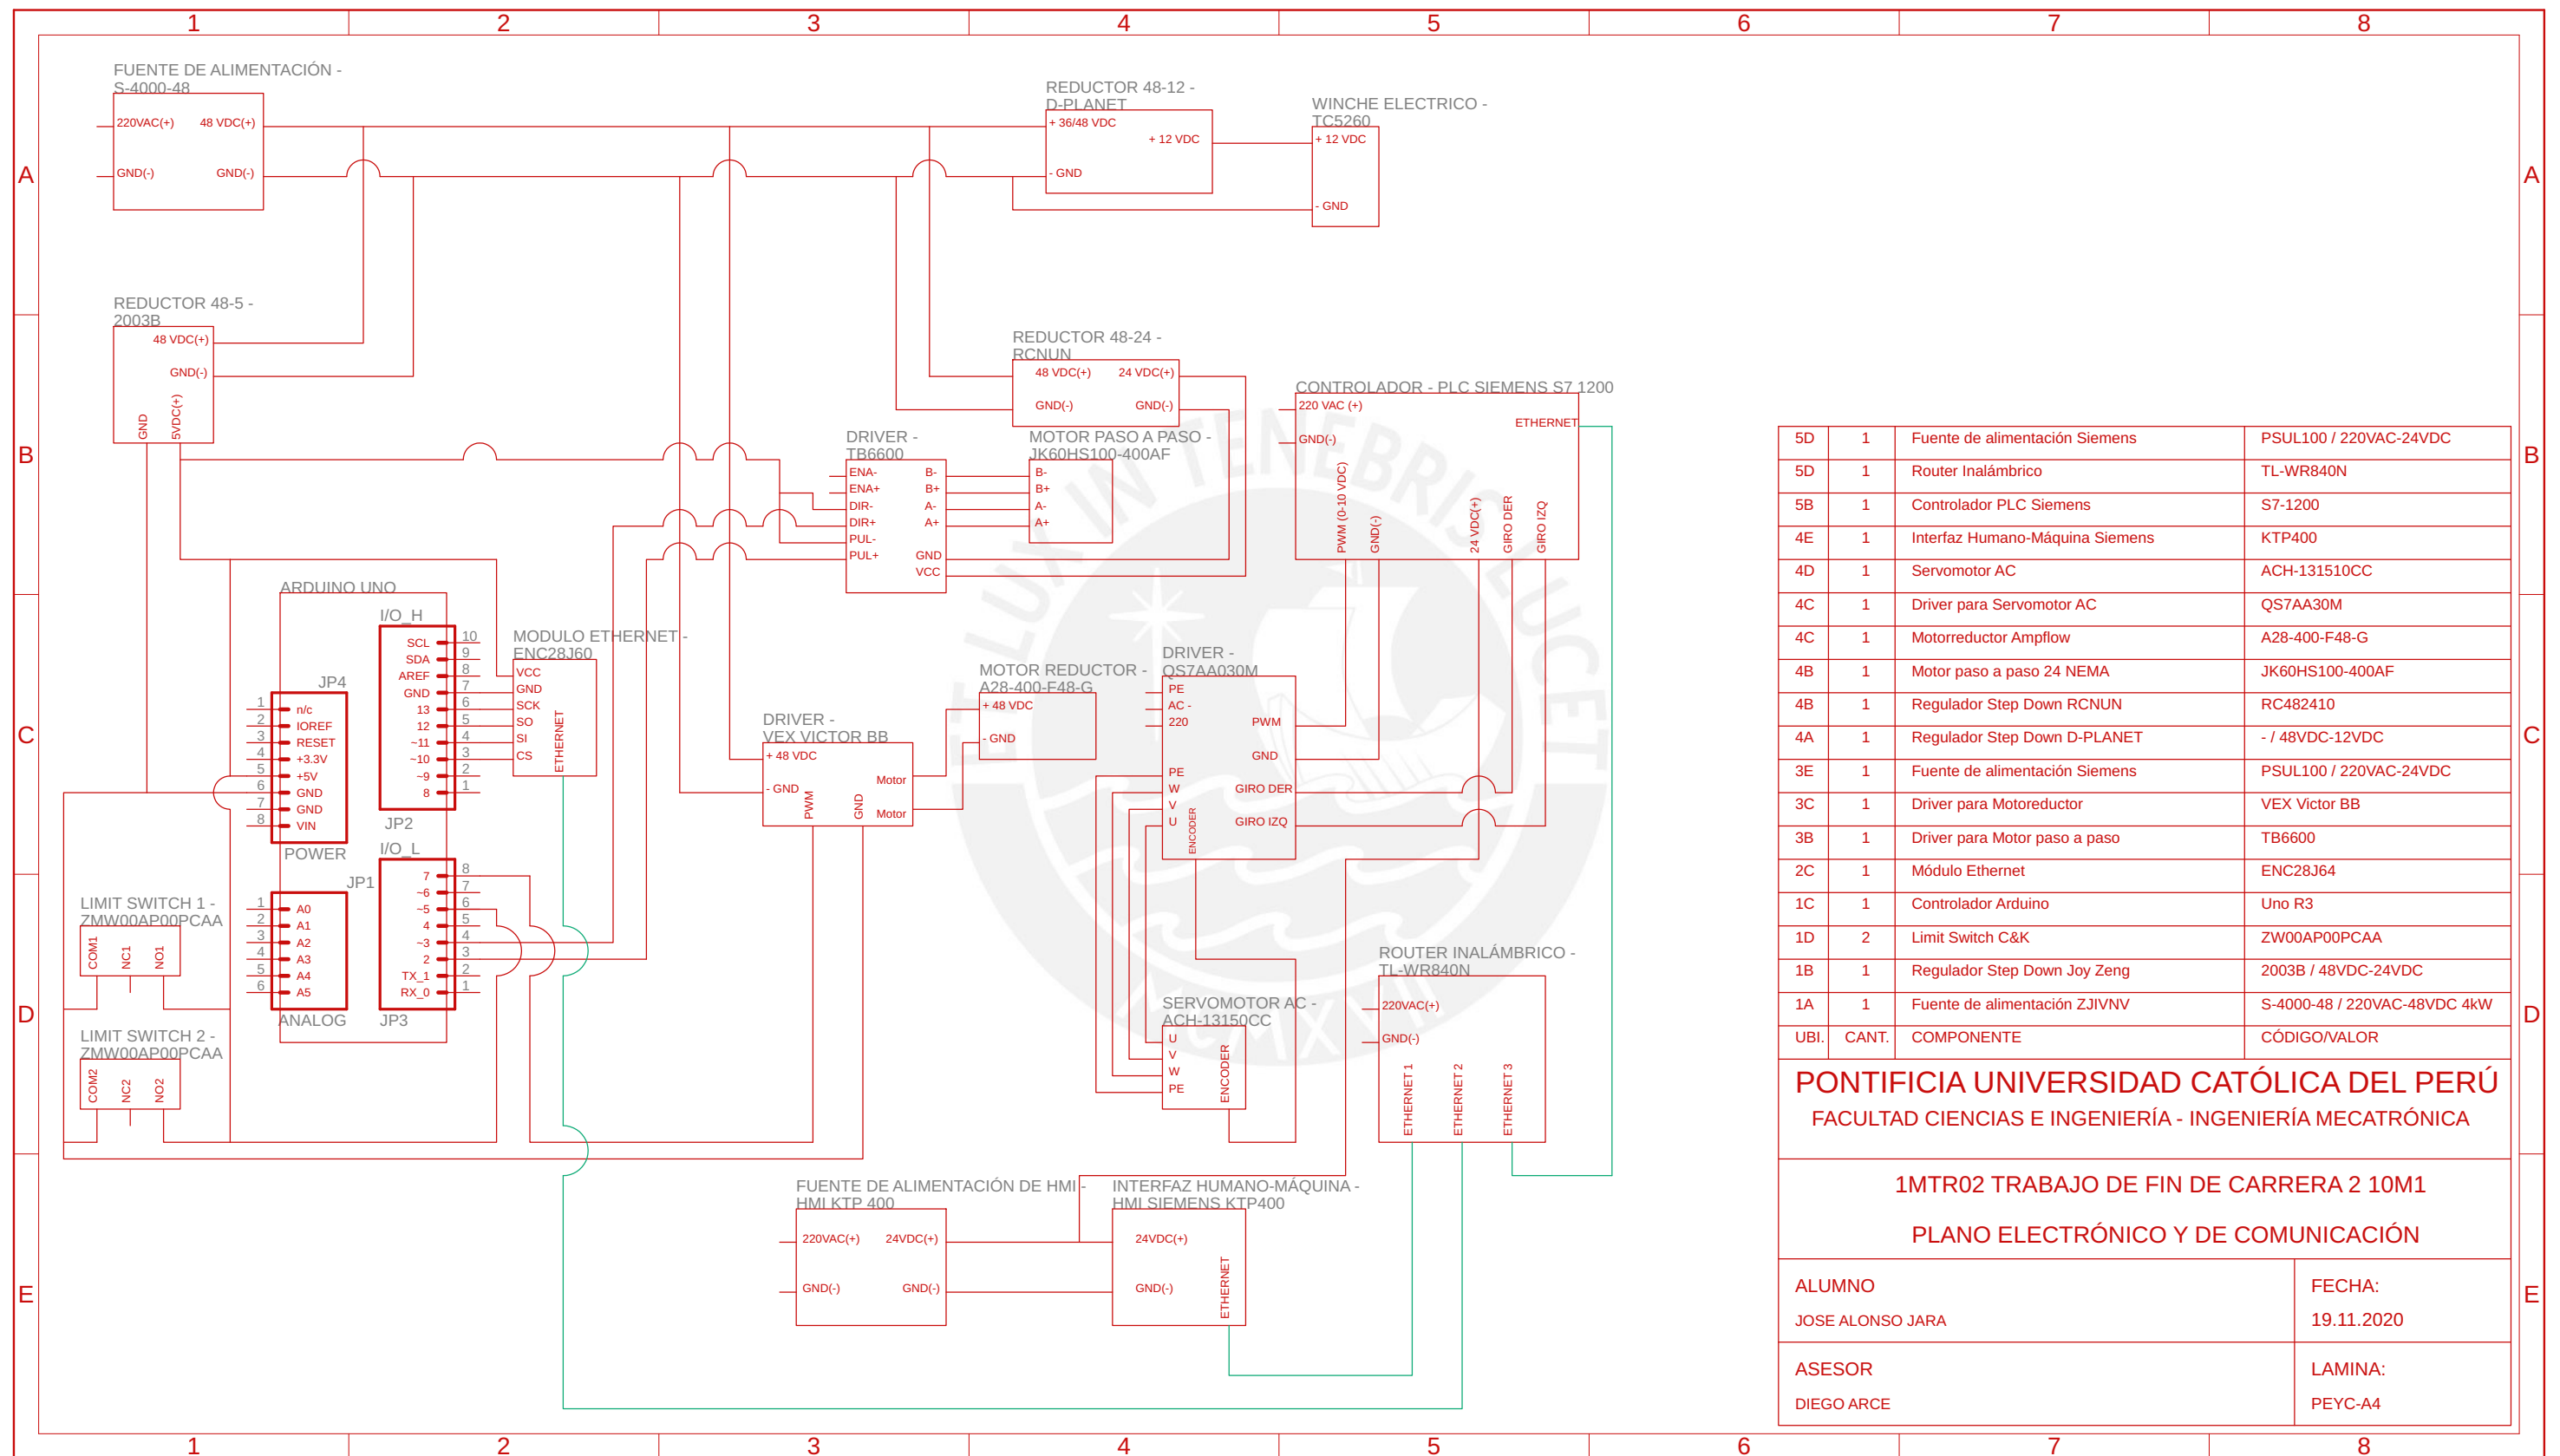 1 2 3 4 5 6 7 8
A
A
B
B
C
C
D
D
E
E
FUENTE DE ALIMENTACIÓN -
S-4000-48
220VAC(+) 48 VDC(+)
GND(-) GND(-)
REDUCTOR 48-12 -
D-PLANET
+ 36/48 VDC
+ 12 VDC
- GND
WINCHE ELECTRICO -
TC5260
+ 12 VDC
- GND
REDUCTOR 48-5 -
2003B
48 VDC(+)
GND(-)
GND
5VDC(+)
REDUCTOR 48-24 -
RCNUN
48 VDC(+) 24 VDC(+)
GND(-) GND(-)
DRIVER -
TB6600
ENA- B-
ENA+ B+
DIR- A-
DIR+ A+
PUL-
PUL+ GND
VCC
MOTOR PASO A PASO -
JK60HS100-400AF
B-
B+
A-
A+
CONTROLADOR - PLC SIEMENS S7 1200
220 VAC (+)
ETHERNET
GND(-)
PWM (0-10 VDC)
GND(-)
24 VDC(+)
GIRO DER
GIRO IZQ
ARDUINO UNO
I/O_H
SCL 10
SDA 9
AREF 8
GND 7
13 6
12 5
~11 4
~10 3
~9 2
8 1
JP2
JP4
1 n/c
2 IOREF
3 RESET
4 +3.3V
5 +5V
6 GND
7 GND
8 VIN
POWER
I/O_L
7 8
~6 7
~5 6
4 5
~3 4
2 3
TX_1 2
RX_0 1
JP3
JP1
1 A0
2 A1
3 A2
4 A3
5 A4
6 A5
ANALOG
MODULO ETHERNET -
ENC28J60
VCC
GND
SCK
SO
SI
CS
ETHERNET
DRIVER -
VEX VICTOR BB
+ 48 VDC
Motor
- GND
Motor
PWM
GND
MOTOR REDUCTOR -
A28-400-F48-G
+ 48 VDC
- GND
DRIVER -
QS7AA030M
PE
AC -
220 PWM
GND
PE
W GIRO DER
V
U GIRO IZQ
ENCODER
LIMIT SWITCH 1 -
ZMW00AP00PCAA
COM1
NC1
NO1
LIMIT SWITCH 2 -
ZMW00AP00PCAA
COM2
NC2
NO2
SERVOMOTOR AC -
ACH-13150CC
U
V
W
PE
ENCODER
ROUTER INALÁMBRICO -
TL-WR840N
220VAC(+)
GND(-)
ETHERNET 1
ETHERNET 2
ETHERNET 3
FUENTE DE ALIMENTACIÓN DE HMI -
HMI KTP 400
220VAC(+) 24VDC(+)
GND(-) GND(-)
INTERFAZ HUMANO-MÁQUINA -
HMI SIEMENS KTP400
24VDC(+)
GND(-)
ETHERNET
ET LUX IN TENEBRIS LUCET
MCMXVII
5D 1 Fuente de alimentación Siemens PSUL100 / 220VAC-24VDC
5D 1 Router Inalámbrico TL-WR840N
5B 1 Controlador PLC Siemens S7-1200
4E 1 Interfaz Humano-Máquina Siemens KTP400
4D 1 Servomotor AC ACH-131510CC
4C 1 Driver para Servomotor AC QS7AA30M
4C 1 Motorreductor Ampflow A28-400-F48-G
4B 1 Motor paso a paso 24 NEMA JK60HS100-400AF
4B 1 Regulador Step Down RCNUN RC482410
4A 1 Regulador Step Down D-PLANET - / 48VDC-12VDC
3E 1 Fuente de alimentación Siemens PSUL100 / 220VAC-24VDC
3C 1 Driver para Motoreductor VEX Victor BB
3B 1 Driver para Motor paso a paso TB6600
2C 1 Módulo Ethernet ENC28J64
1C 1 Controlador Arduino Uno R3
1D 2 Limit Switch C&K ZW00AP00PCAA
1B 1 Regulador Step Down Joy Zeng 2003B / 48VDC-24VDC
1A 1 Fuente de alimentación ZJIVNV S-4000-48 / 220VAC-48VDC 4kW
UBI. CANT. COMPONENTE CÓDIGO/VALOR
PONTIFICIA UNIVERSIDAD CATÓLICA DEL PERÚ
FACULTAD CIENCIAS E INGENIERÍA - INGENIERÍA MECATRÓNICA
1MTR02 TRABAJO DE FIN DE CARRERA 2 10M1
PLANO ELECTRÓNICO Y DE COMUNICACIÓN
ALUMNO
JOSE ALONSO JARA
FECHA:
19.11.2020
ASESOR
DIEGO ARCE
LAMINA:
PEYC-A4
1 2 3 4 5 6 7 8